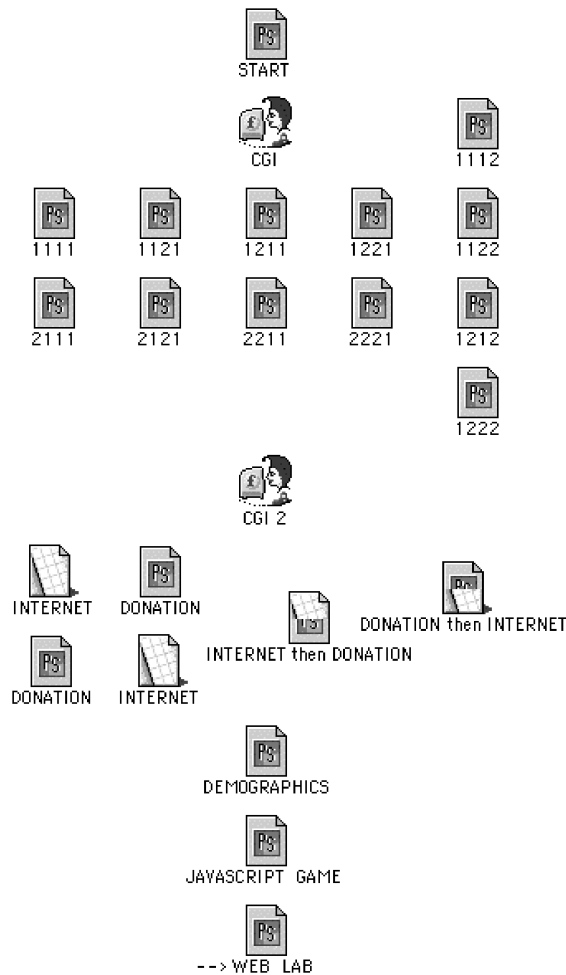 START
CGI
1112
1111 1121 1211 1221 1122
2111 2121 2211 2221 1212
1222
CGI 2
INTERNET DONATION
DONATION then INTERNET
INTERNET then DONATION
DONATION INTERNET
DEMOGRAPHICS
JAVASCRIPT GAME
--> WEB LAB